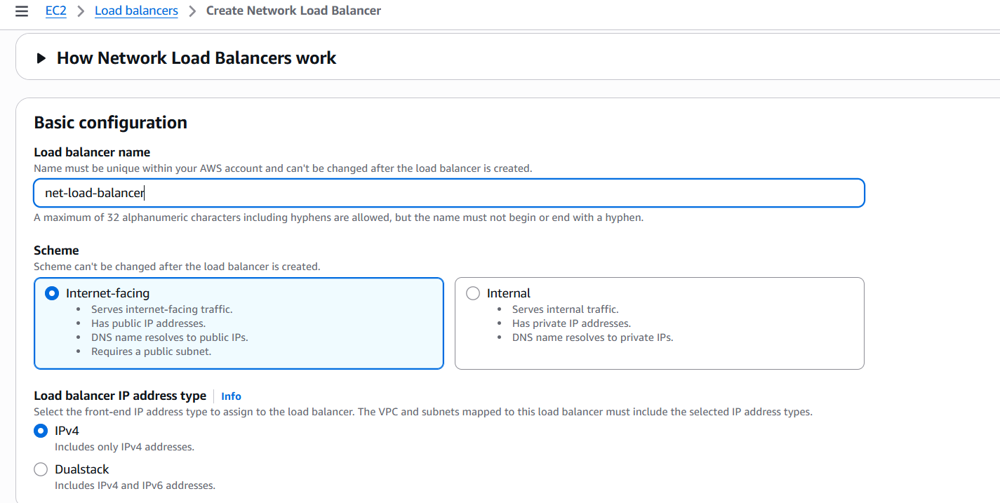 EC2 > Load balancers > Create Network Load Balancer
How Network Load Balancers work
Basic configuration
Load balancer name
Name must be unique within your AWS account and can't be changed after the load balancer is created.
net-load-balancer
A maximum of 32 alphanumeric characters including hyphens are allowed, but the name must not begin or end with a hyphen.
Scheme
Scheme can't be changed after the load balancer is created.
Internet-facing
• Serves internet-facing traffic.
• Has public IP addresses.
• DNS name resolves to public IPs.
• Requires a public subnet.
Internal
• Serves internal traffic.
• Has private IP addresses.
• DNS name resolves to private IPs.
Load balancer IP address type | Info
Select the front-end IP address type to assign to the load balancer. The VPC and subnets mapped to this load balancer must include the selected IP address types.
IPv4
Includes only IPv4 addresses.
Dualstack
Includes IPv4 and IPv6 addresses.